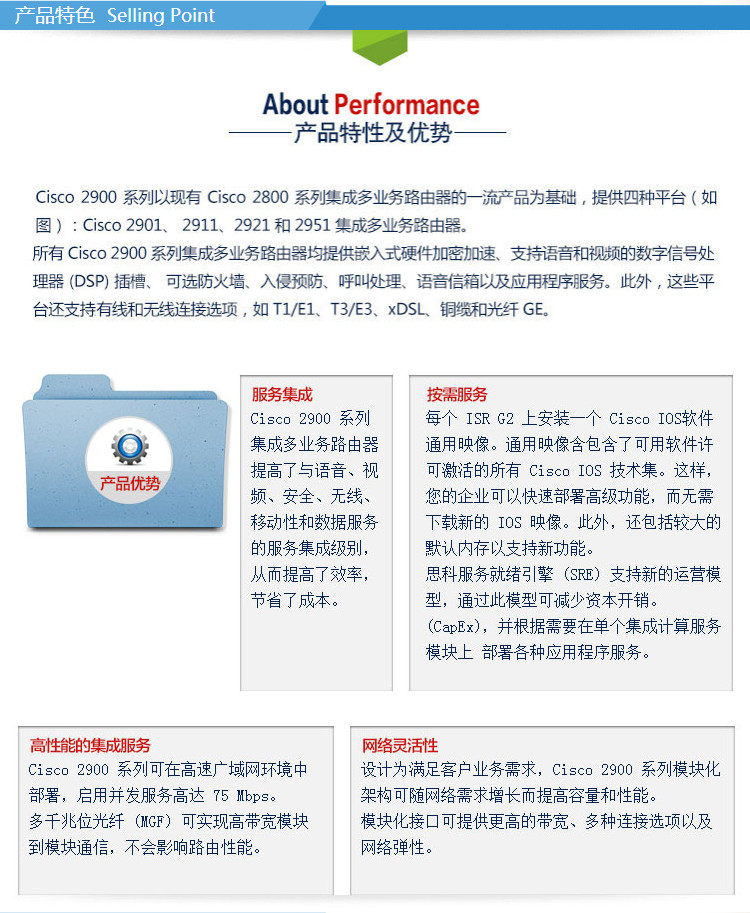 产品特色 Selling Point
About Performance
产品特性及优势
Cisco 2900 系列以现有 Cisco 2800 系列集成多业务路由器的一流产品为基础，提供四种平台（如
图）：Cisco 2901、 2911、2921 和 2951 集成多业务路由器。
所有 Cisco 2900 系列集成多业务路由器均提供嵌入式硬件加密加速、支持语音和视频的数字信号处
理器 (DSP) 插槽、 可选防火墙、入侵预防、呼叫处理、语音信箱以及应用程序服务。此外，这些平
台还支持有线和无线连接选项，如 T1/E1、T3/E3、xDSL、铜缆和光纤 GE。
产品优势
服务集成
Cisco 2900 系列
集成多业务路由器
提高了与语音、视
频、安全、无线、
移动性和数据服务
的服务集成级别，
从而提高了效率，
节省了成本。
按需服务
每个 ISR G2 上安装一个 Cisco IOS软件
通用映像。通用映像含包含了可用软件许
可激活的所有 Cisco IOS 技术集。这样，
您的企业可以快速部署高级功能，而无需
下载新的 IOS 映像。此外，还包括较大的
默认内存以支持新功能。
思科服务就绪引擎 (SRE) 支持新的运营模
型，通过此模型可减少资本开销。
(CapEx)，并根据需要在单个集成计算服务
模块上 部署各种应用程序服务。
高性能的集成服务
Cisco 2900 系列可在高速广域网环境中
部署，启用并发服务高达 75 Mbps。
多千兆位光纤 (MGF) 可实现高带宽模块
到模块通信，不会影响路由性能。
网络灵活性
设计为满足客户业务需求，Cisco 2900 系列模块化
架构可随网络需求增长而提高容量和性能。
模块化接口可提供更高的带宽、多种连接选项以及
网络弹性。